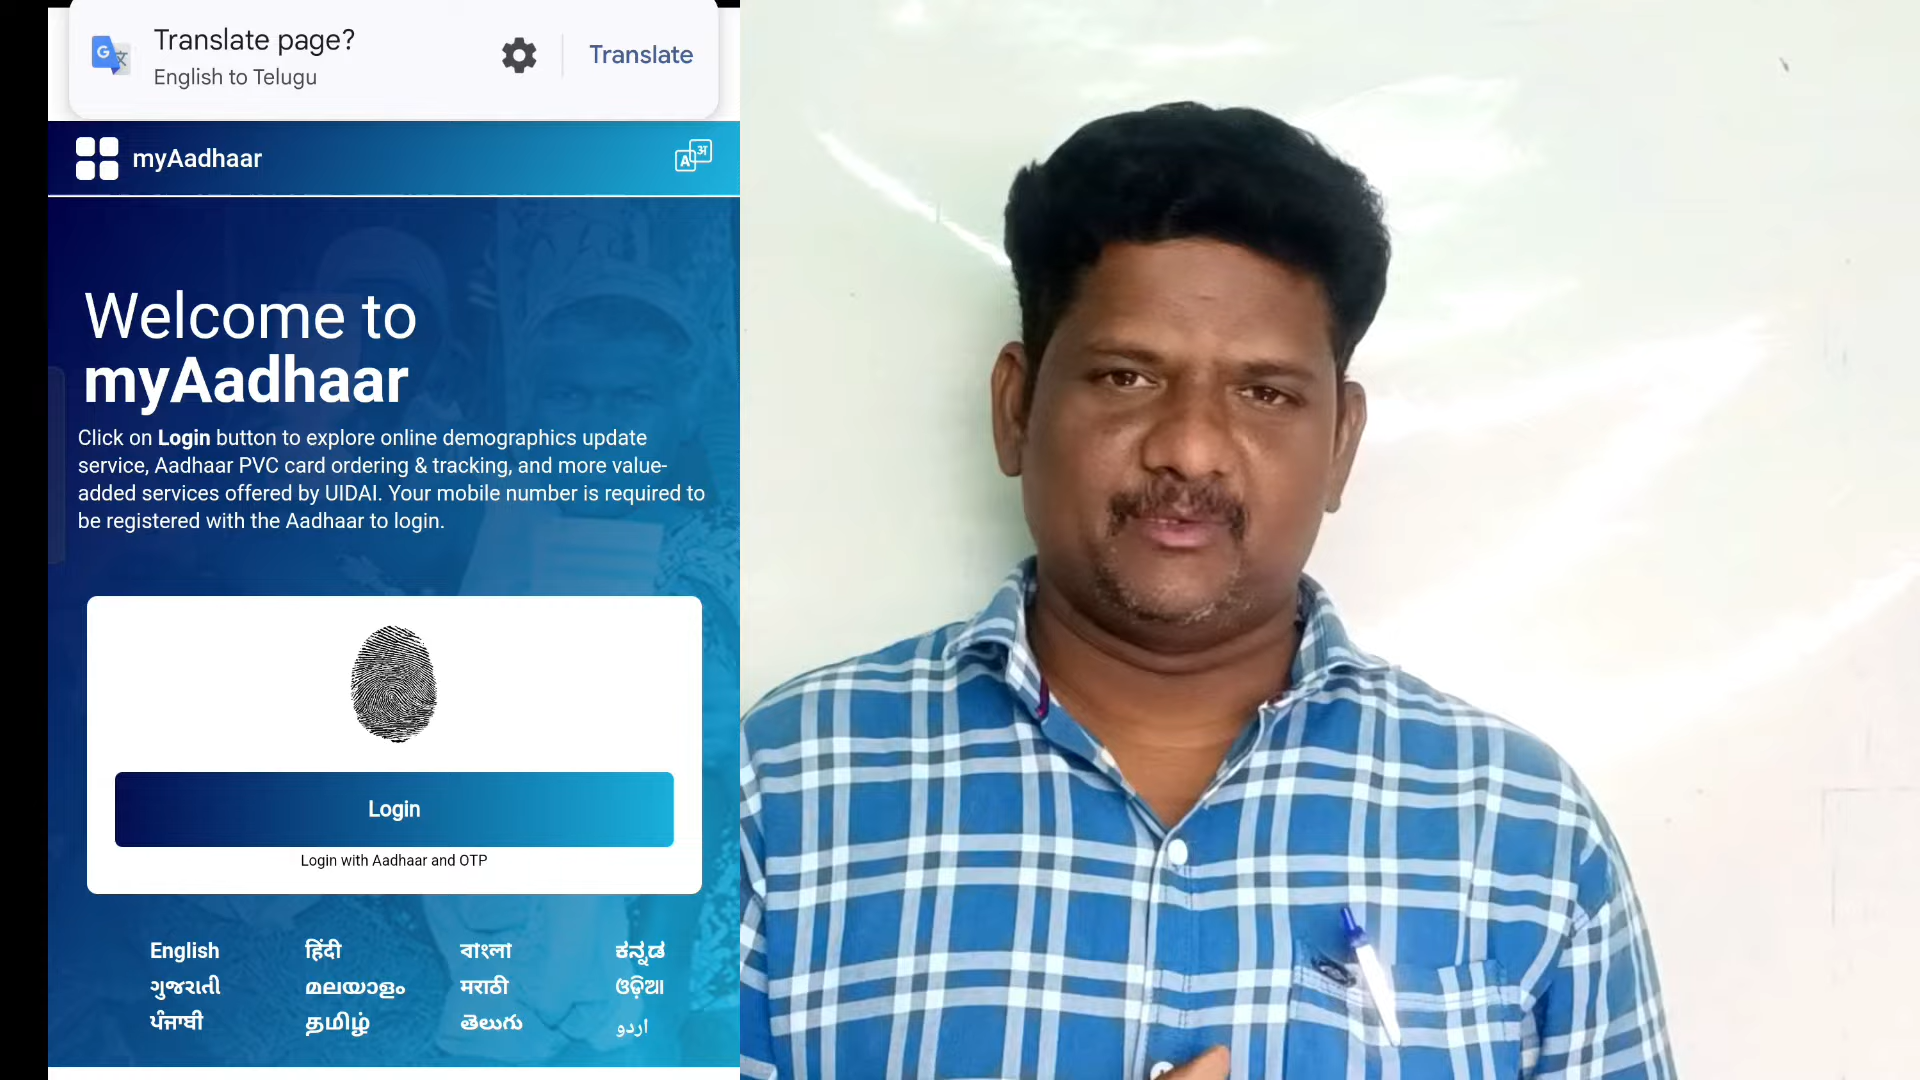 Translate page?
English to Telugu
Translate
myAadhaar
Welcome to
myAadhaar
Click on Login button to explore online demographics update
service, Aadhaar PVC card ordering & tracking, and more value-
added services offered by UIDAI. Your mobile number is required to
be registered with the Aadhaar to login.
Login
Login with Aadhaar and OTP
English हिंदी বাংলা ಕನ್ನಡ
ગુજરાતી മലയാളം मराठी ଓଡ଼ିଆ
ਪੰਜਾਬੀ தமிழ் తెలుగు اردو